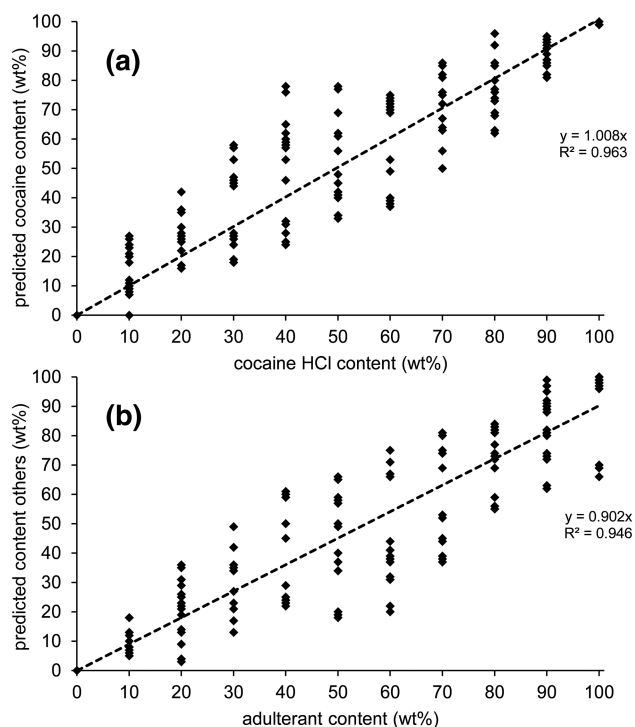 100
90
80
70
60
50
40
30
20
10
0
predicted cocaine content (wt%)
(a)
y = 1.008x
R² = 0.963
0 10 20 30 40 50 60 70 80 90 100
cocaine HCl content (wt%)
100
90
80
70
60
50
40
30
20
10
0
predicted content others (wt%)
(b)
y = 0.902x
R² = 0.946
0 10 20 30 40 50 60 70 80 90 100
adulterant content (wt%)